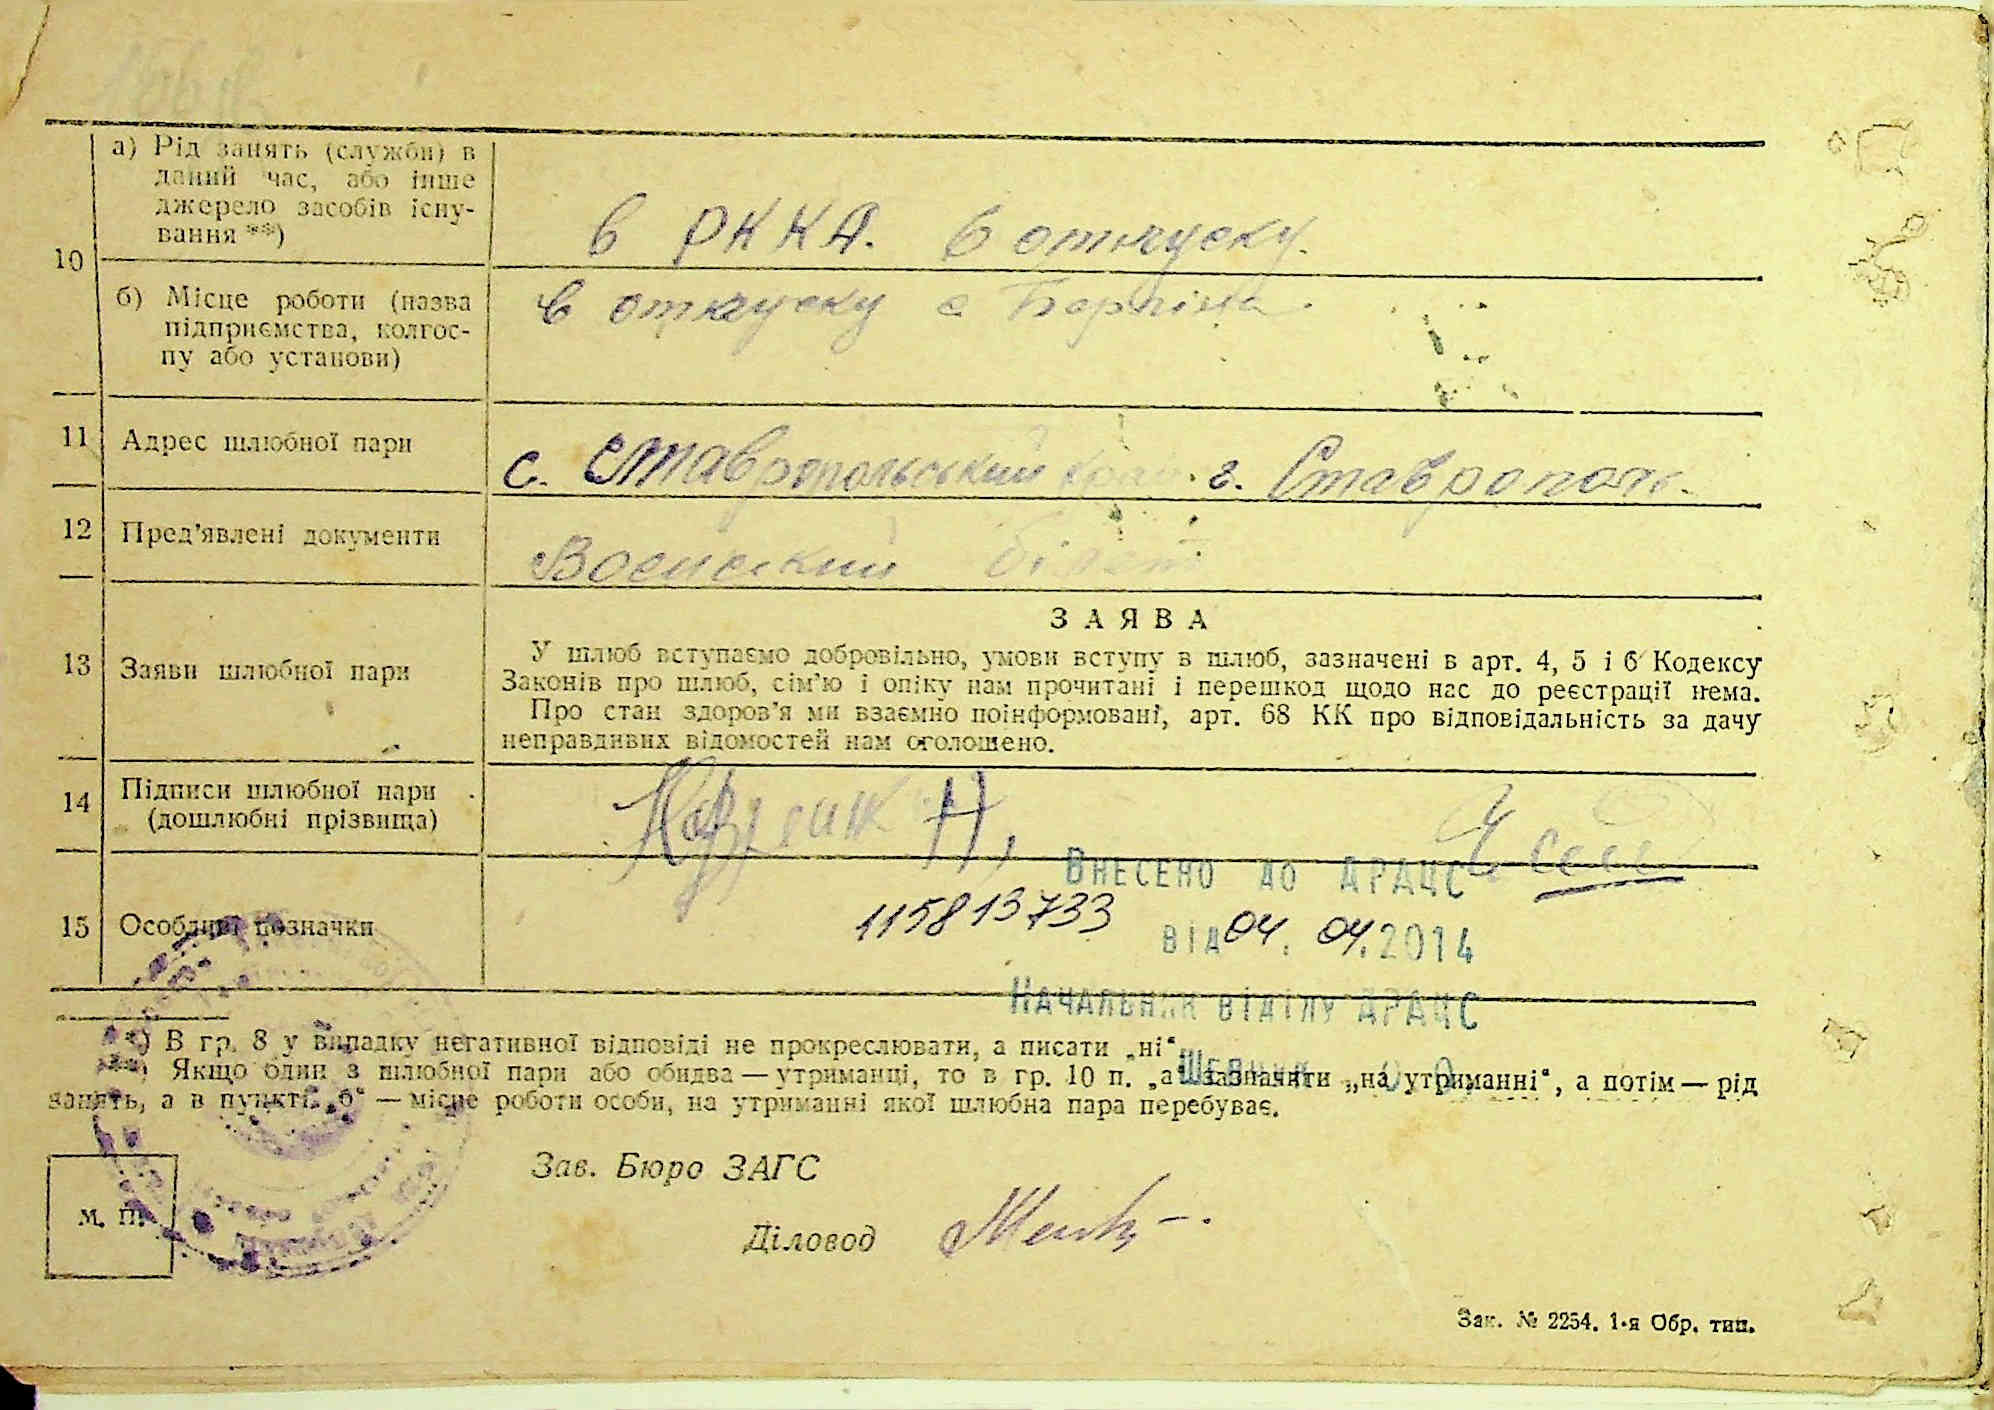 а) Рід занять (служби) в
даний час, або інше
джерело засобів існу-
вання **)
в РККА. в отпуску.
10
б) Місце роботи (назва
підприємства, колгос-
пу або установи)
в отпуску с
11
Адрес шлюбної пари
с. Ставропольський край. г. Ставрополь.
12
Пред'явлені документи
Воєнский білєт
ЗАЯВА
13
Заяви шлюбної пари
У шлюб вступаємо добровільно, умови вступу в шлюб, зазначені в арт. 4, 5 і 6 Кодексу
Законів про шлюб, сім'ю і опіку нам прочитані і перешкод щодо нас до реєстрації нема.
Про стан здоров'я ми взаємно поінформовані, арт. 68 КК про відповідальність за дачу
неправдивих відомостей нам оголошено.
14
Підписи шлюбної пари
(дошлюбні прізвища)
15
Особливі позначки
Внесено до ДРАЦС
115813733
від 04. 04. 2014
Начальник відділу ДРАЦС
*) В гр. 8 у випадку негативної відповіді не прокреслювати, а писати „ні“.
**) Якщо один з шлюбної пари або обидва — утриманці, то в гр. 10 п. „а“ зазначити „на утриманні“, а потім — рід
занять, а в пункті „б“ — місце роботи особи, на утриманні якої шлюбна пара перебуває.
Зав. Бюро ЗАГС
М. П.
Діловод
Зак. № 2254. 1-я Обр. тип.